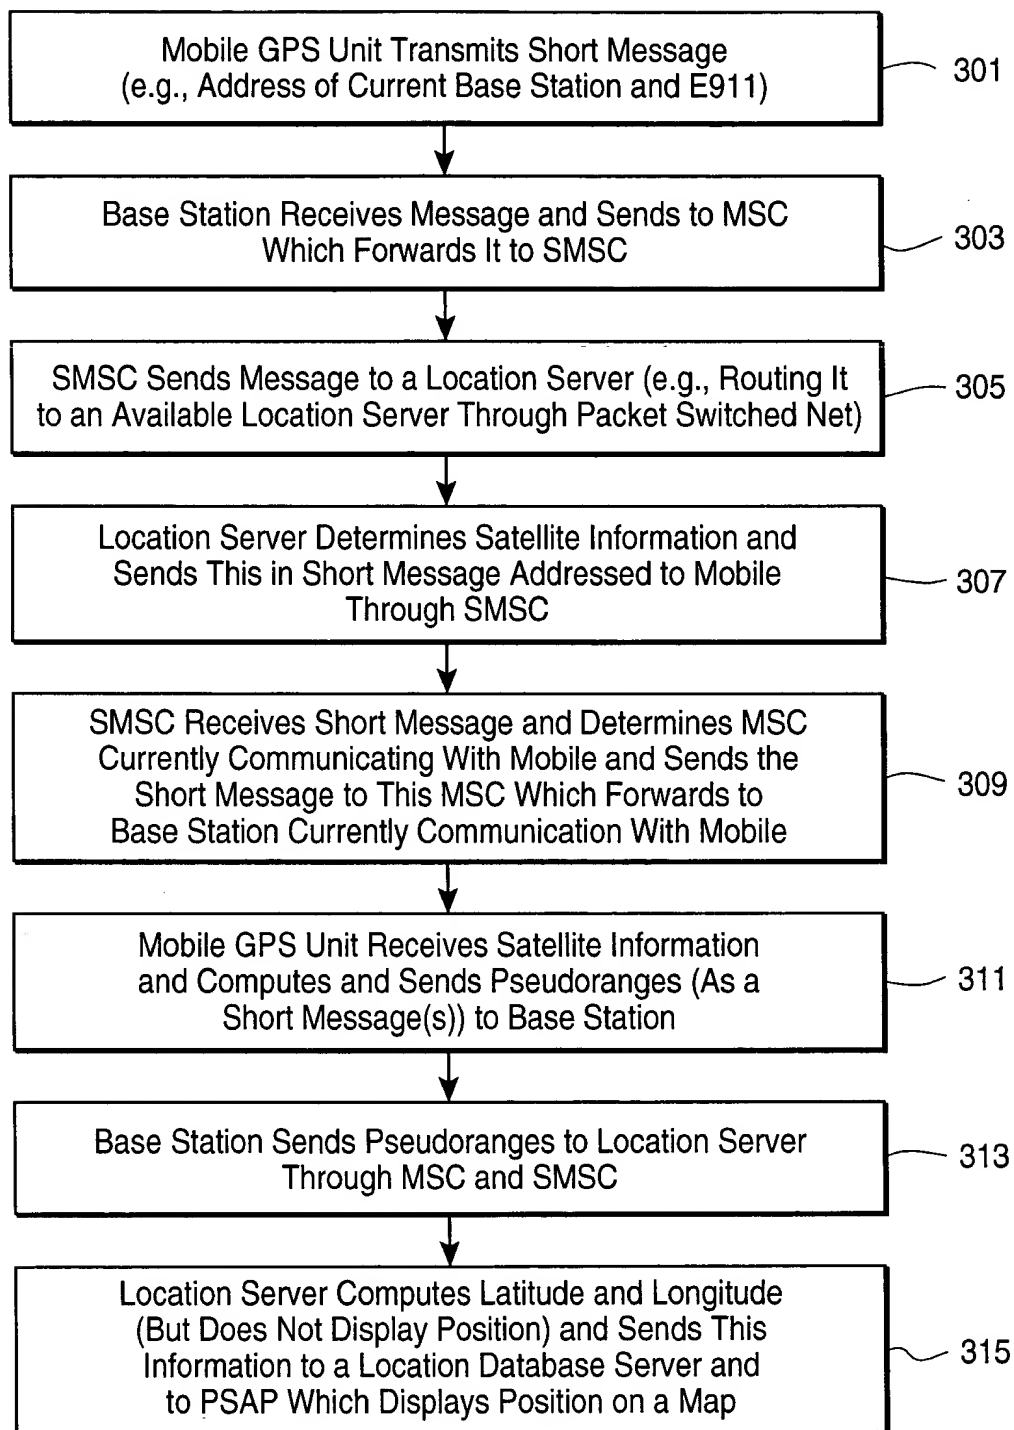 Mobile GPS Unit Transmits Short Message
(e.g., Address of Current Base Station and E911)
301
Base Station Receives Message and Sends to MSC
Which Forwards It to SMSC
303
SMSC Sends Message to a Location Server (e.g., Routing It
to an Available Location Server Through Packet Switched Net)
305
Location Server Determines Satellite Information and
Sends This in Short Message Addressed to Mobile
Through SMSC
307
SMSC Receives Short Message and Determines MSC
Currently Communicating With Mobile and Sends the
Short Message to This MSC Which Forwards to
Base Station Currently Communication With Mobile
309
Mobile GPS Unit Receives Satellite Information
and Computes and Sends Pseudoranges (As a
Short Message(s)) to Base Station
311
Base Station Sends Pseudoranges to Location Server
Through MSC and SMSC
313
Location Server Computes Latitude and Longitude
(But Does Not Display Position) and Sends This
Information to a Location Database Server and
to PSAP Which Displays Position on a Map
315